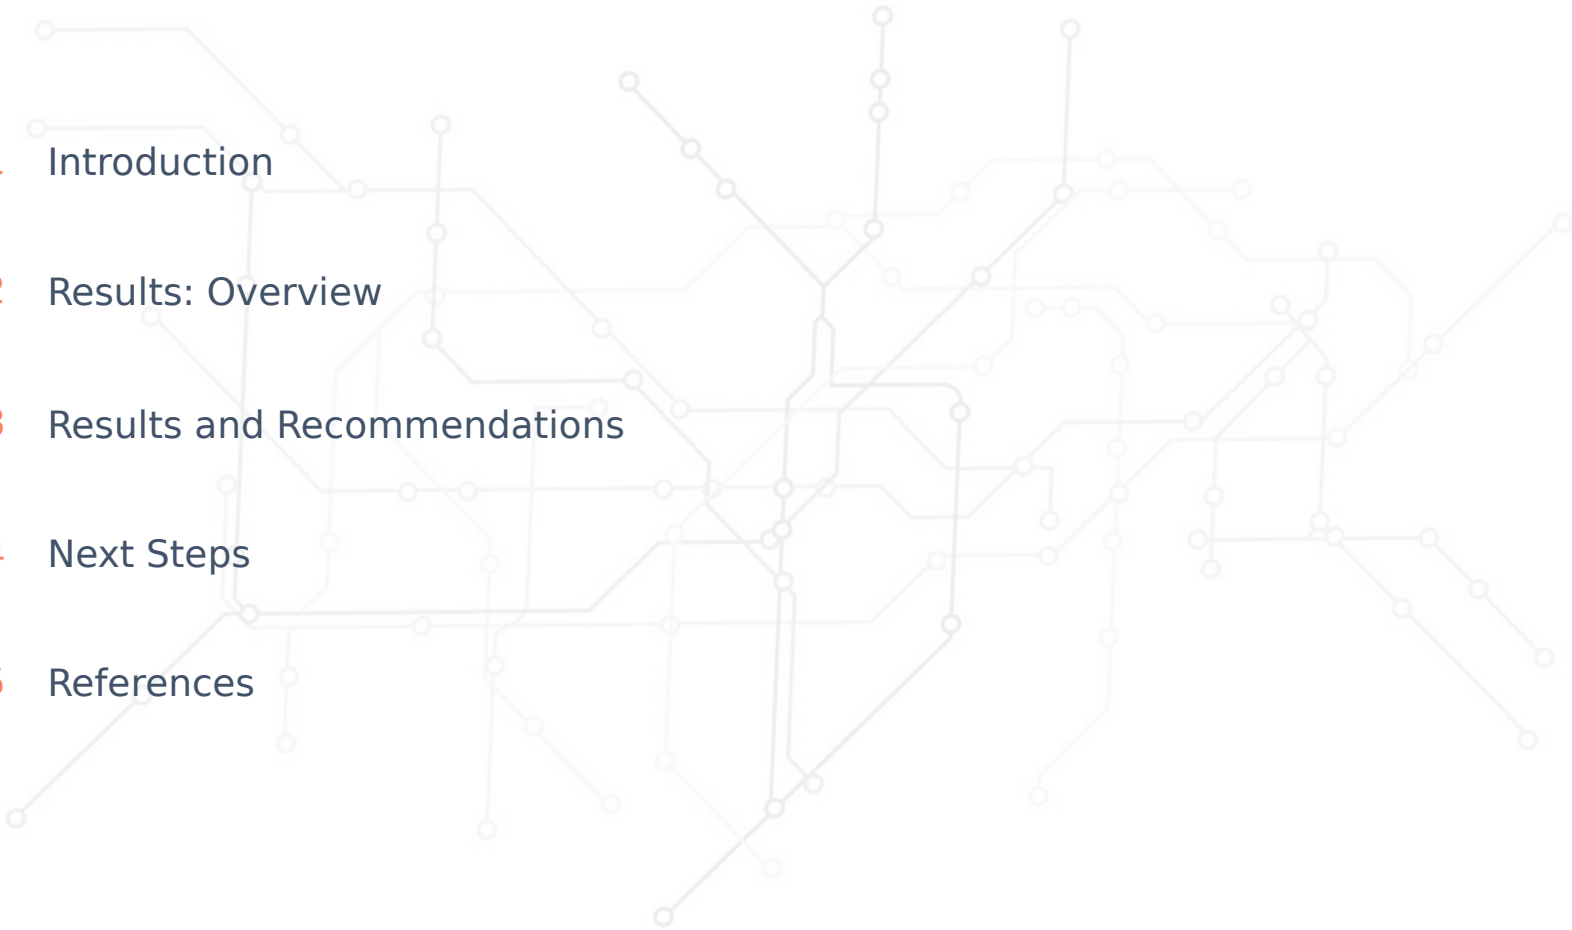 Introduction
Results: Overview
Results and Recommendations
Next Steps
References